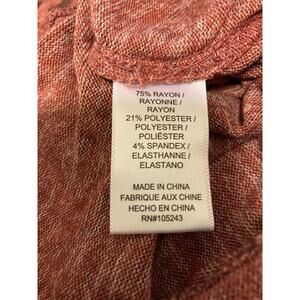 75% RAYON /
RAYONNE /
RAYON
21% POLYESTER /
POLYESTER /
POLIÉSTER
4% SPANDEX /
ELASTHANNE /
ELASTANO
MADE IN CHINA
FABRIQUE AUX CHINE
HECHO EN CHINA
RN#105243